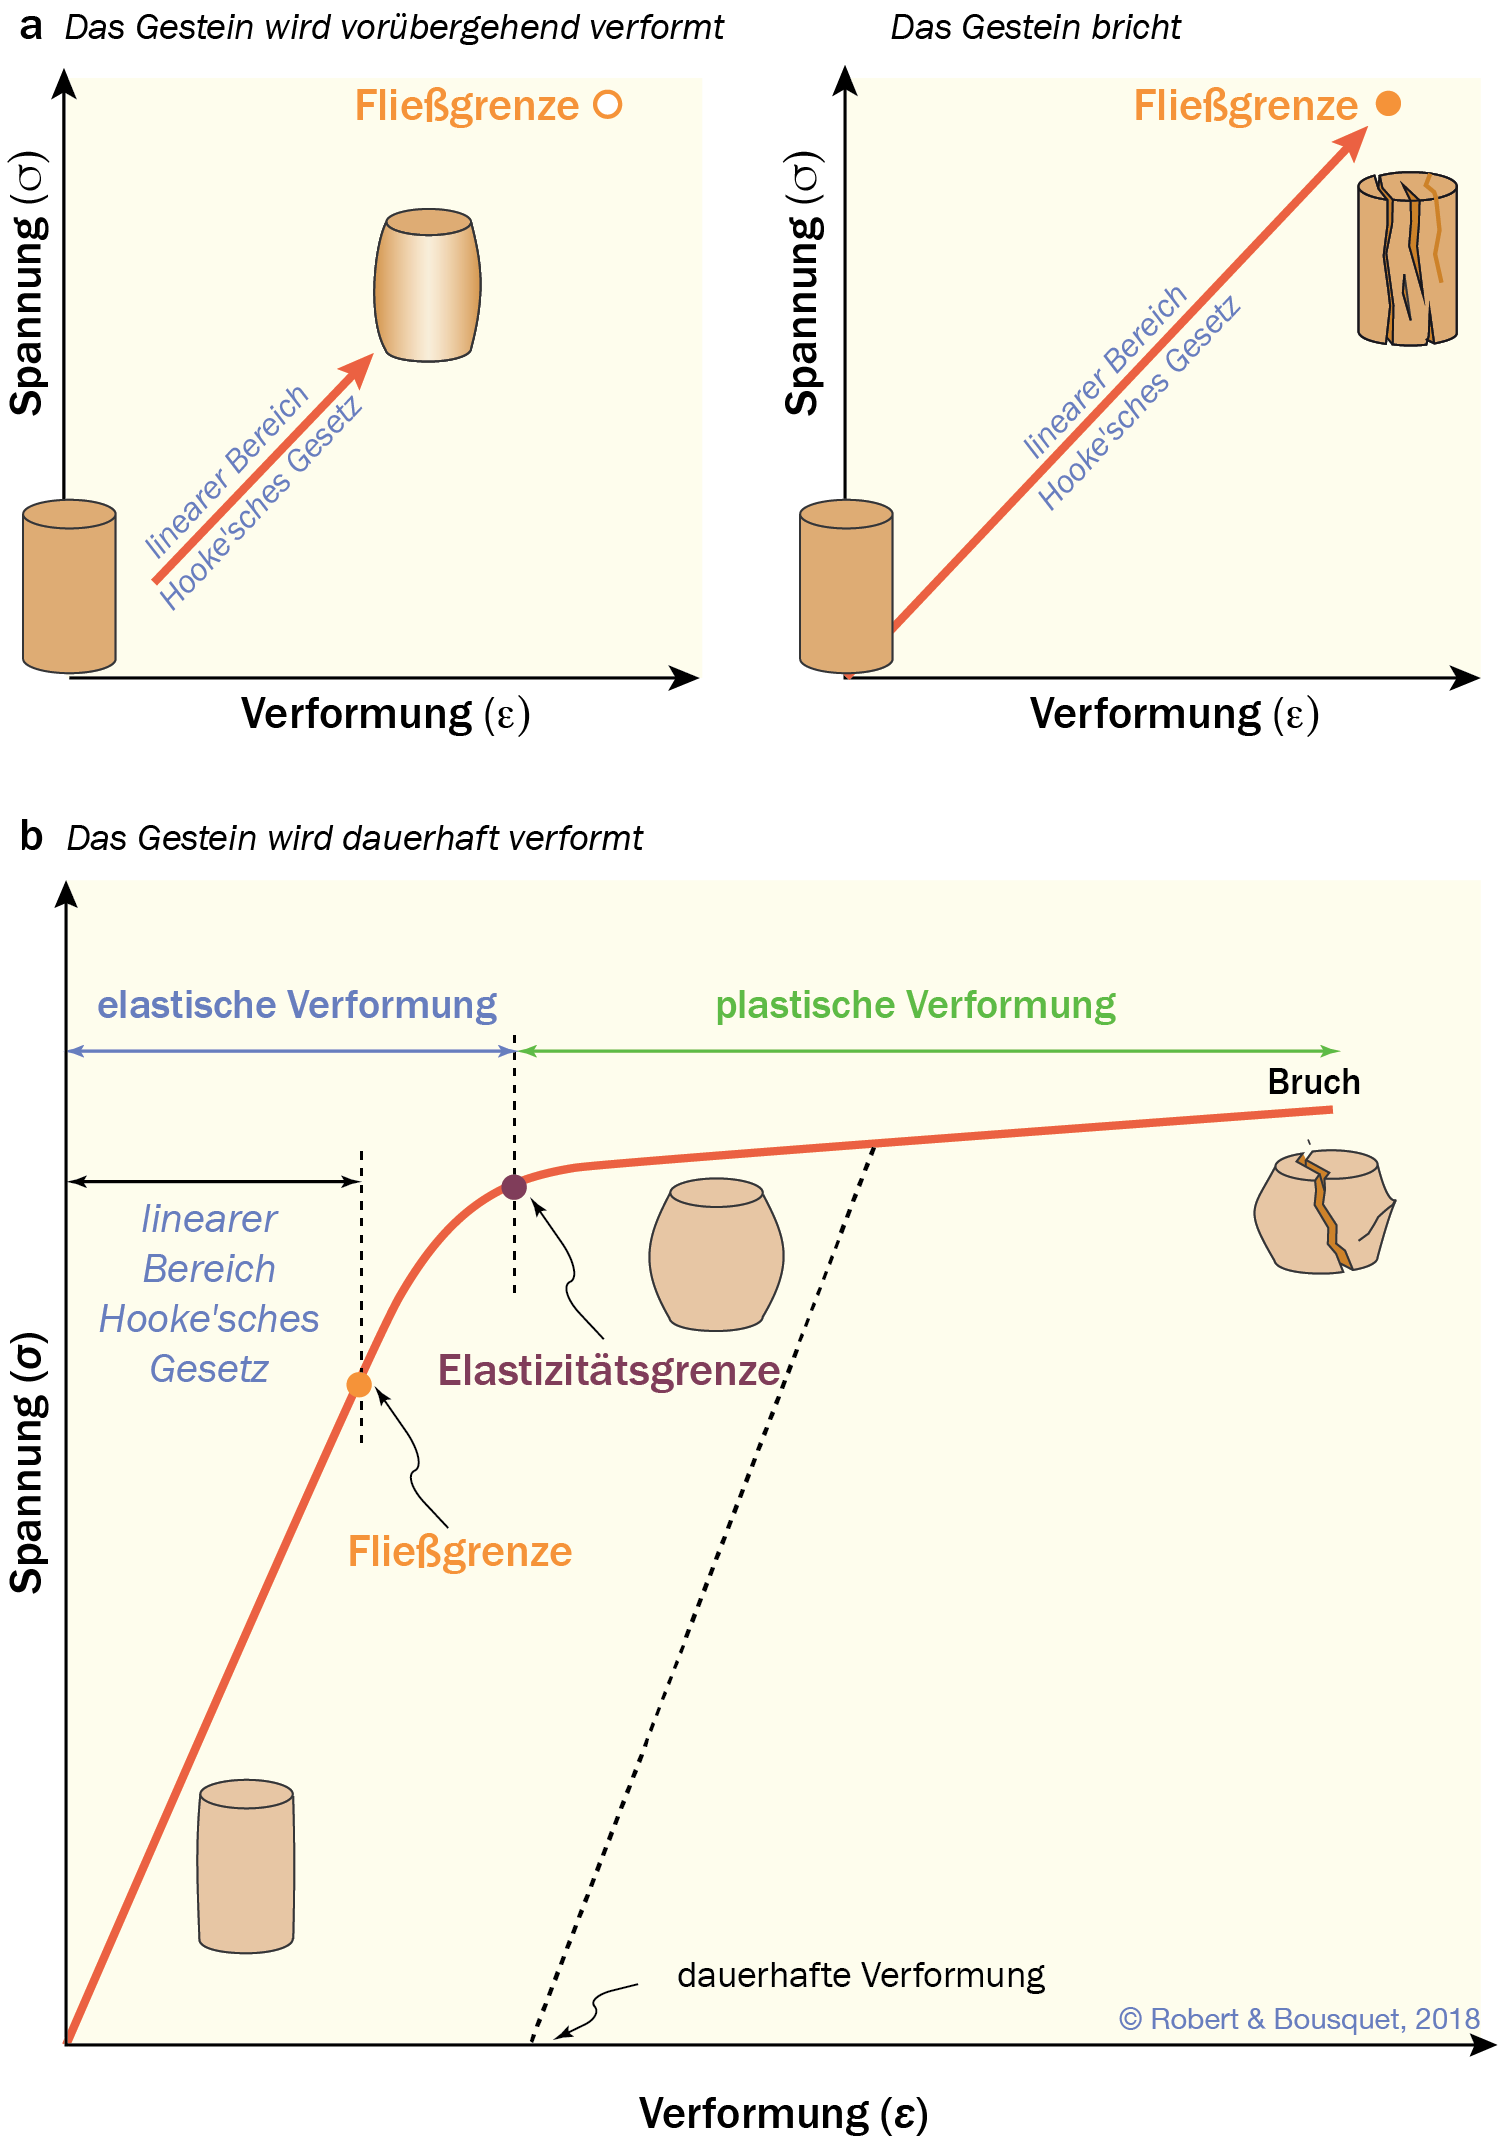 a Das Gestein wird vorübergehend verformt
Das Gestein bricht
Fließgrenze
Spannung (σ)
linearer Bereich
Hooke'sches Gesetz
Verformung (ε)
Fließgrenze
Spannung (σ)
linearer Bereich
Hooke'sches Gesetz
Verformung (ε)
b Das Gestein wird dauerhaft verformt
elastische Verformung
plastische Verformung
Bruch
linearer
Bereich
Hooke'sches
Gesetz
Elastizitätsgrenze
Fließgrenze
Spannung (σ)
dauerhafte Verformung
© Robert & Bousquet, 2018
Verformung (ε)